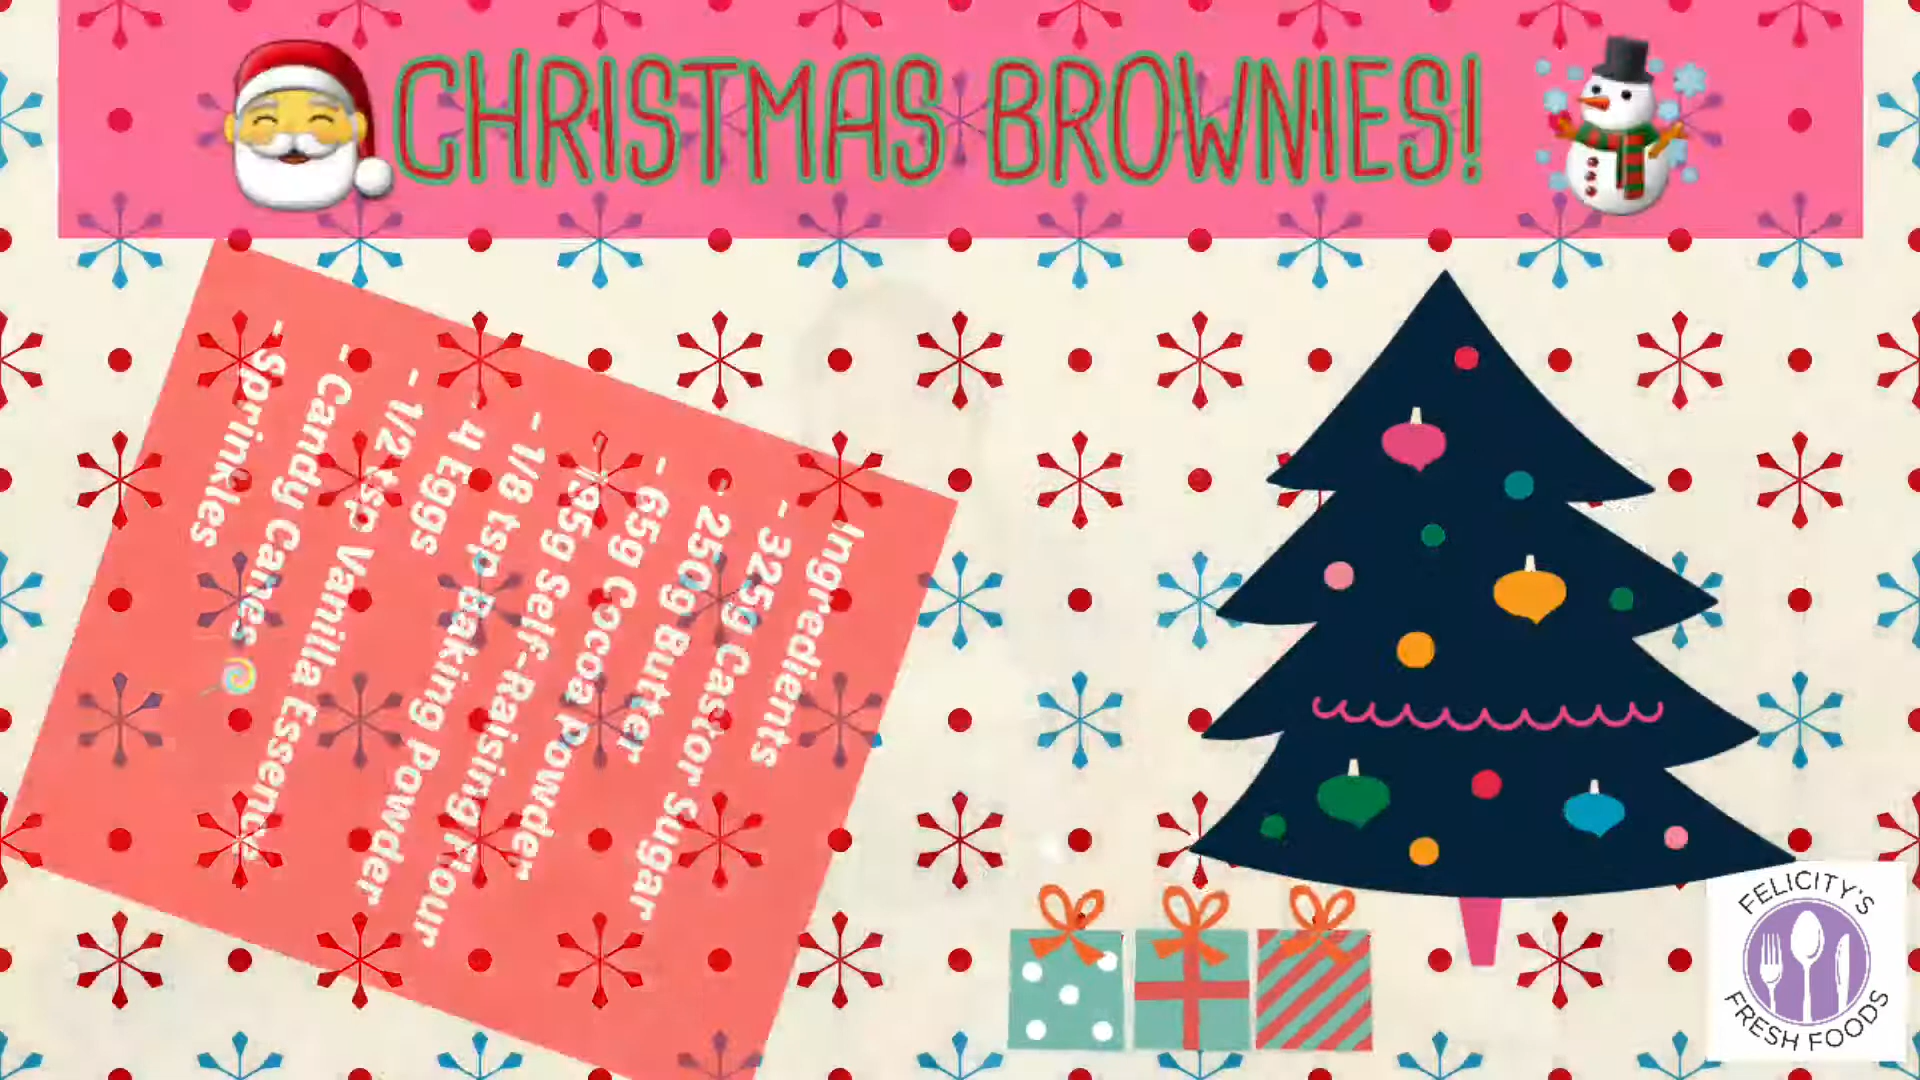 CHRISTMAS BROWNIES!
Ingredients
- 325g Castor Sugar
- 250g Butter
- 65g Cocoa Powder
- 195g Self-Raising Flour
- 1/8 tsp Baking Powder
- 4 Eggs
- 1/2 tsp Vanilla Essence
- Candy Canes 🍭
- Sprinkles
FELICITY'S
FRESH FOODS